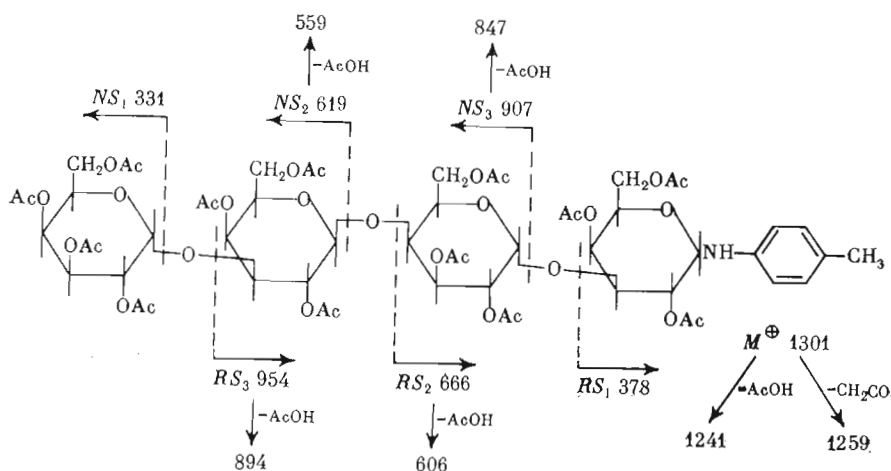 559
847
−AcOH
−AcOH
NS₁ 331
NS₂ 619
NS₃ 907
CH₂OAc
CH₂OAc
CH₂OAc
CH₂OAc
AcO
O
AcO
O
O
O
AcO
O
OAc
O
OAc
O
NH
CH₃
OAc
OAc
OAc
OAc
OAc
RS₃ 954
RS₂ 666
RS₁ 378
M⊕ 1301
−AcOH
−AcOH
−AcOH
−CH₂CO
894
606
1241
1259